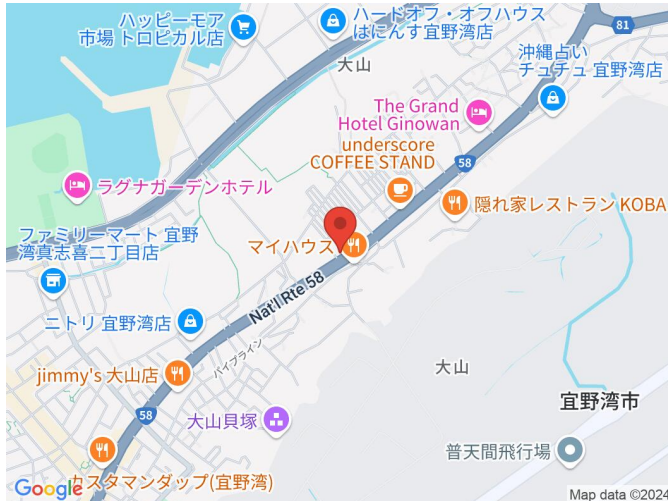 ハッピーモア
市場 トロピカル店
ハードオフ・オフハウス
はにんす宜野湾店
大山
81
沖縄占い
チュチュ 宜野湾店
The Grand
Hotel Ginowan
underscore
COFFEE STAND
58
ラグナガーデンホテル
隠れ家レストラン KOBA
マイハウス
ファミリーマート 宜野
湾真志喜二丁目店
Nat'l Rte 58
ニトリ 宜野湾店
パイプライン
jimmy's 大山店
大山
58
大山貝塚
宜野湾市
普天間飛行場
カスタマンダップ(宜野湾)
Google
Map data ©2024